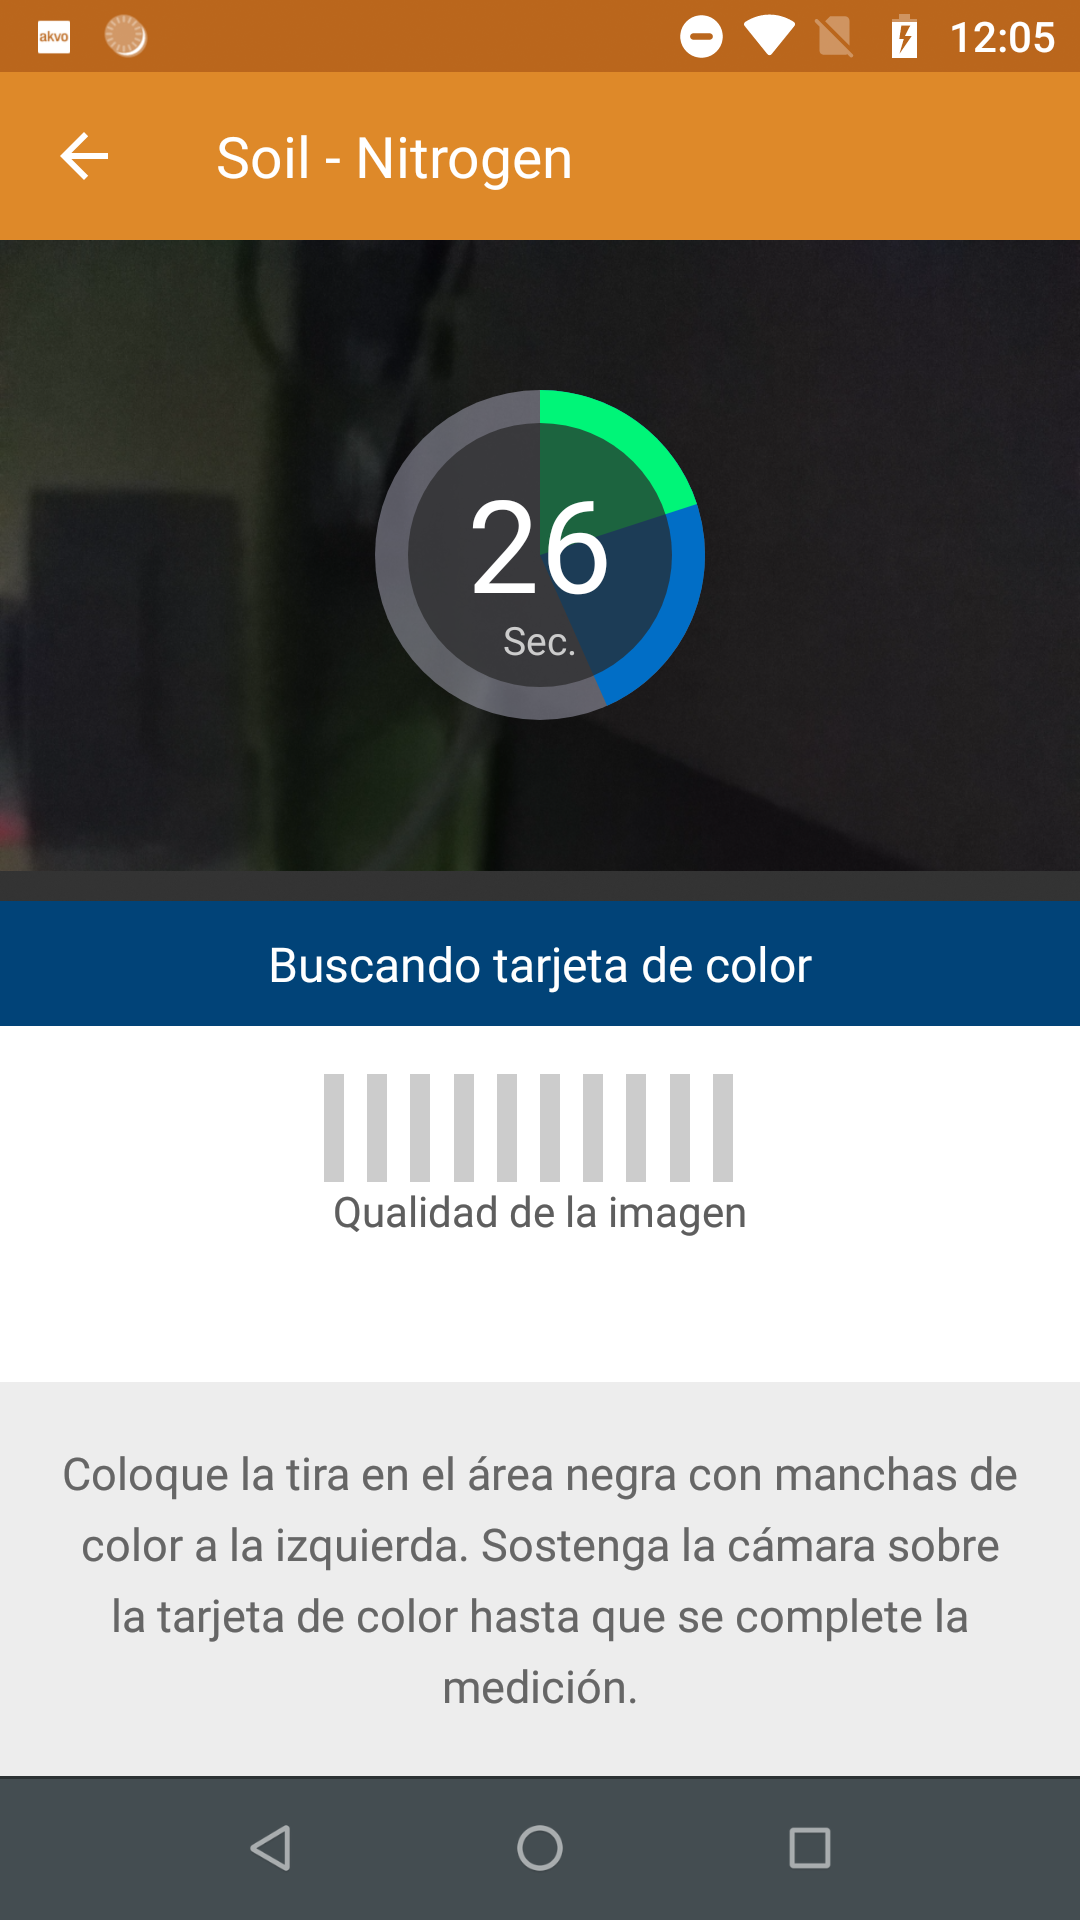 akvo
12:05
Soil - Nitrogen
26
Sec.
Buscando tarjeta de color
Qualidad de la imagen
Coloque la tira en el área negra con manchas de
color a la izquierda. Sostenga la cámara sobre
la tarjeta de color hasta que se complete la
medición.